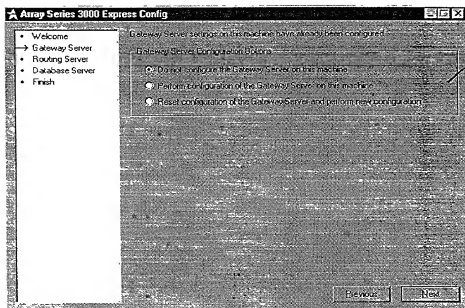 Array Series 3000 Express Config
Welcome
Gateway Server
Routing Server
Database Server
Finish
Gateway Server settings on this machine have already been configured
Gateway Server Configuration Options
Do not configure the Gateway Server on this machine
Perform configuration of the Gateway Server on this machine
Reset configuration of the Gateway Server and perform new configuration
Previous
Next